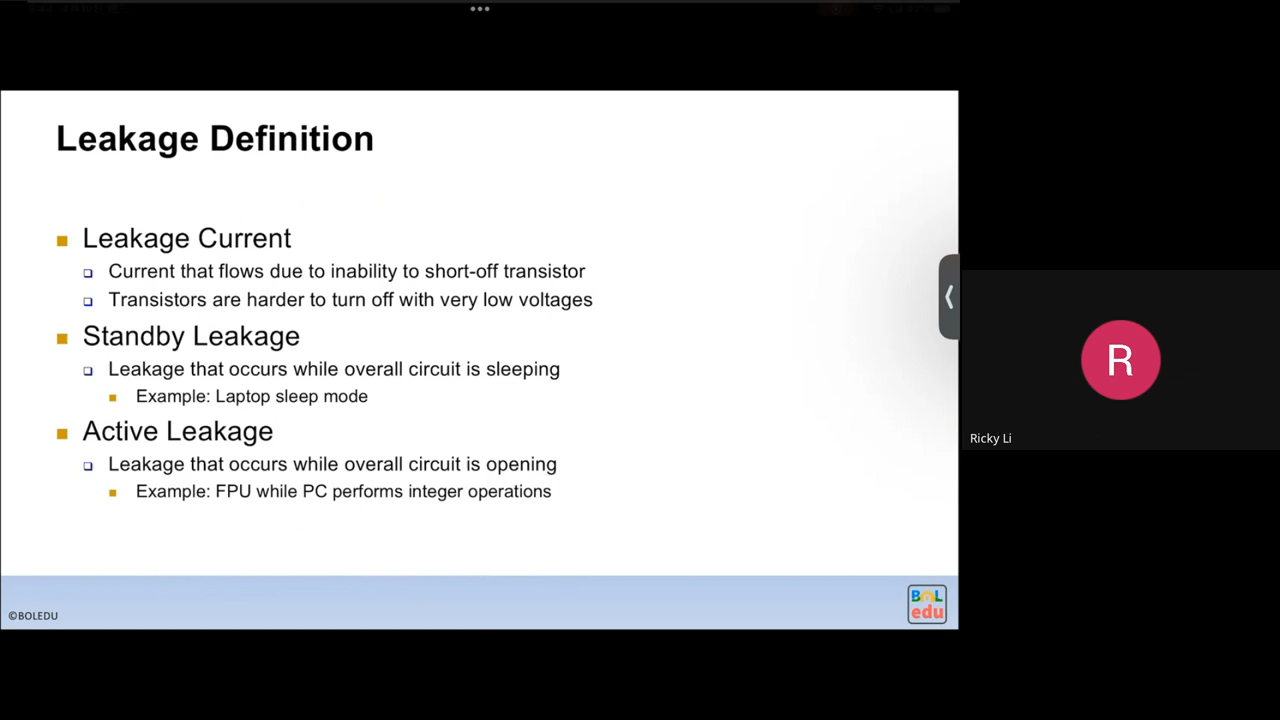 Leakage Definition
Leakage Current
Current that flows due to inability to short-off transistor
Transistors are harder to turn off with very low voltages
Standby Leakage
Leakage that occurs while overall circuit is sleeping
Example: Laptop sleep mode
Active Leakage
Leakage that occurs while overall circuit is opening
Example: FPU while PC performs integer operations
©BOLEDU
BOL
edu
R
Ricky Li